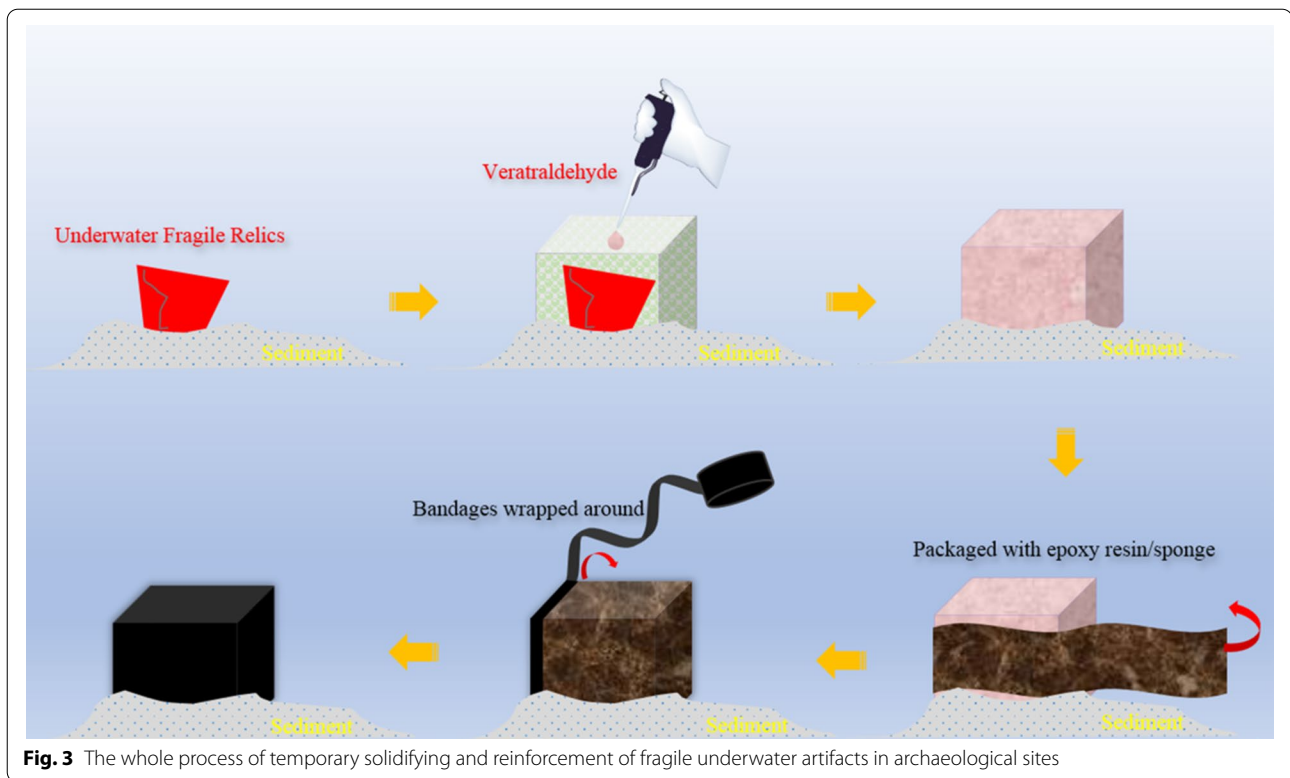 Veratraldehyde
Underwater Fragile Relics
Sediment
Sediment
Sediment
Bandages wrapped around
Packaged with epoxy resin/sponge
Sediment
Sediment
Sediment
Fig. 3 The whole process of temporary solidifying and reinforcement of fragile underwater artifacts in archaeological sites